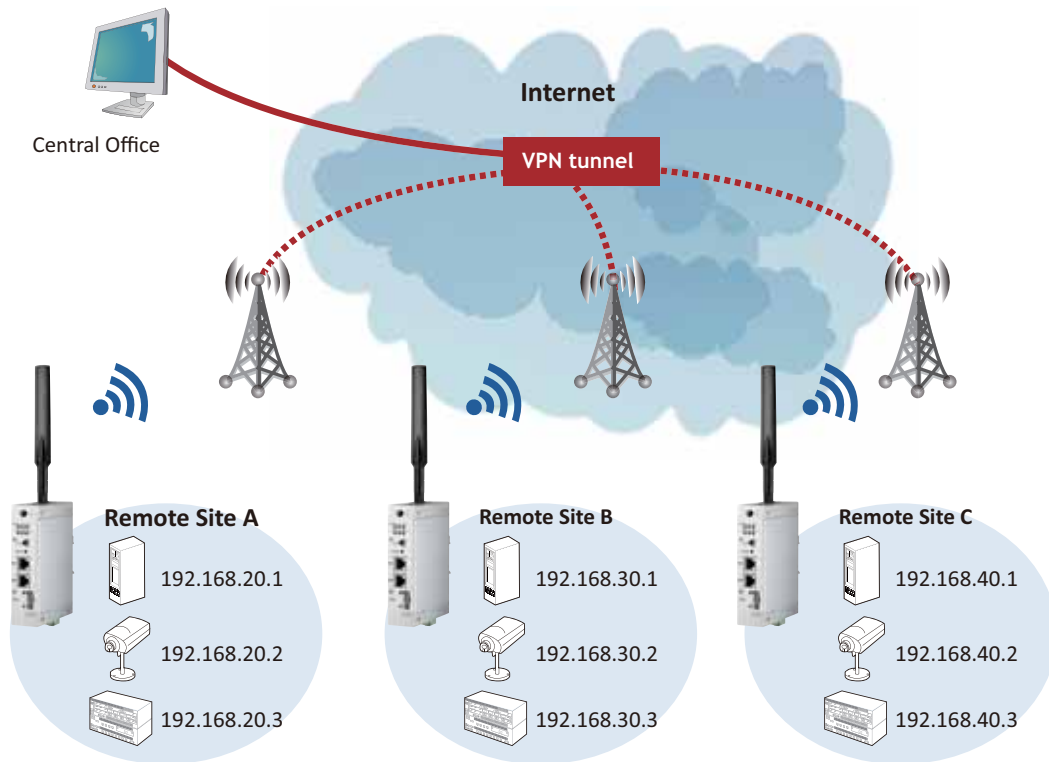 Internet
VPN tunnel
Central Office
Remote Site A
192.168.20.1
192.168.20.2
192.168.20.3
Remote Site B
192.168.30.1
192.168.30.2
192.168.30.3
Remote Site C
192.168.40.1
192.168.40.2
192.168.40.3